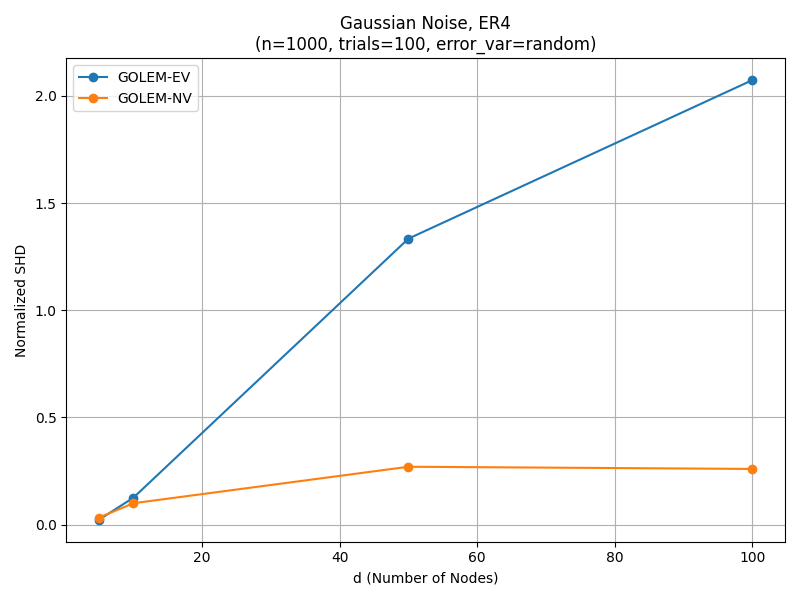 Gaussian Noise, ER4
(n=1000, trials=100, error_var=random)
GOLEM-EV
GOLEM-NV
Normalized SHD
2.0
1.5
1.0
0.5
0.0
20
40
60
80
100
d (Number of Nodes)